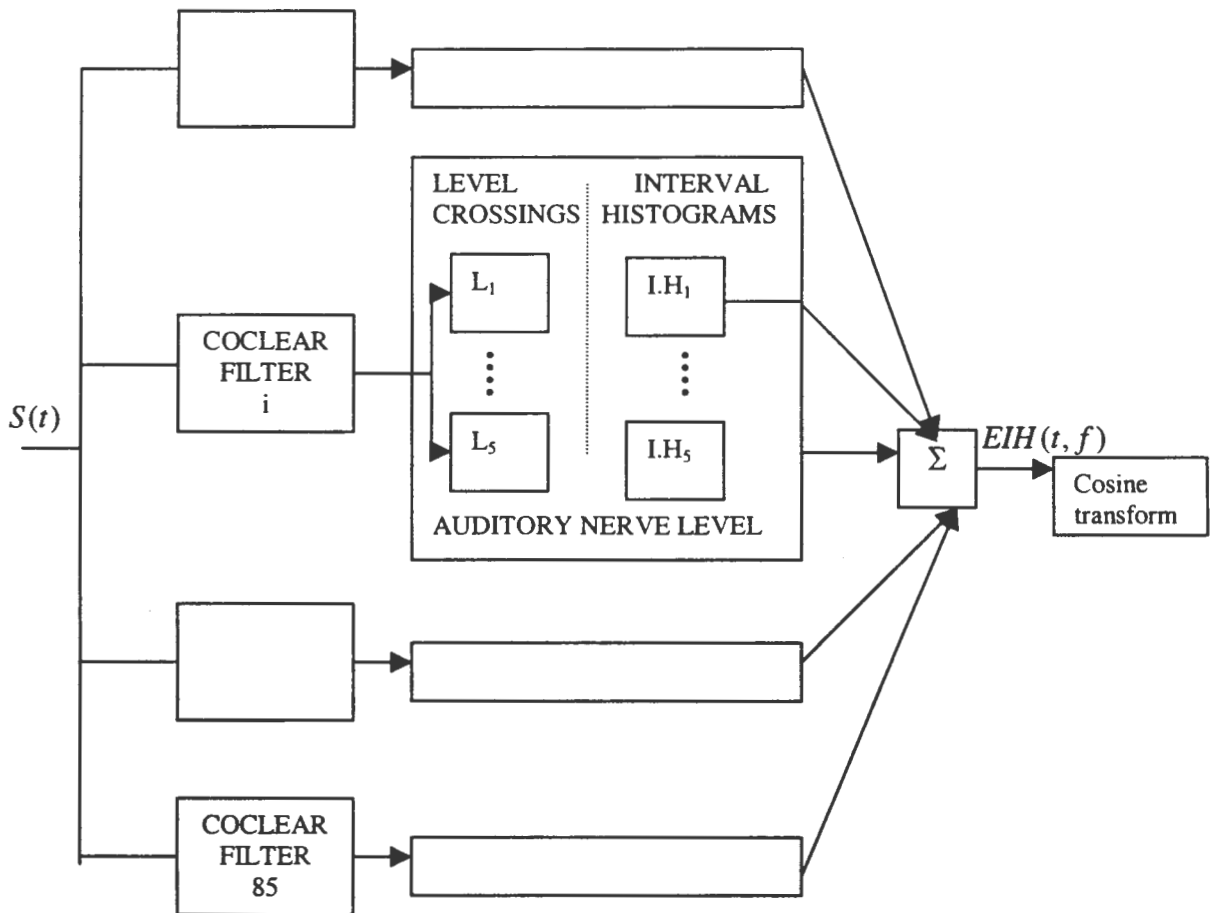 LEVEL CROSSINGS
INTERVAL HISTOGRAMS
L₁
I.H₁
L₅
I.H₅
AUDITORY NERVE LEVEL
COCLEAR
FILTER
i
S(t)
Σ
EIH(t, f)
Cosine
transform
COCLEAR
FILTER
85